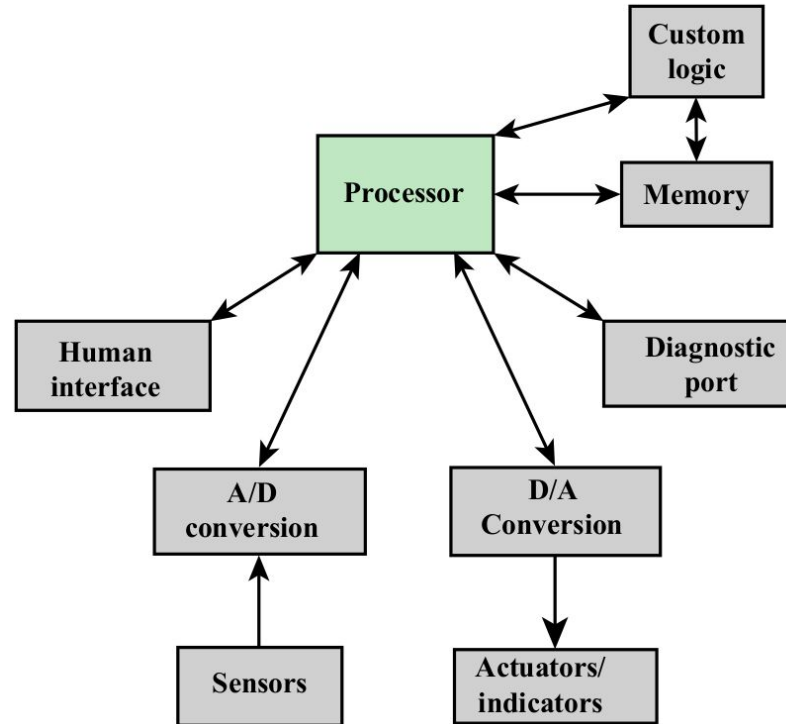 Custom
logic
Processor
Memory
Human
interface
Diagnostic
port
A/D
conversion
D/A
Conversion
Sensors
Actuators/
indicators